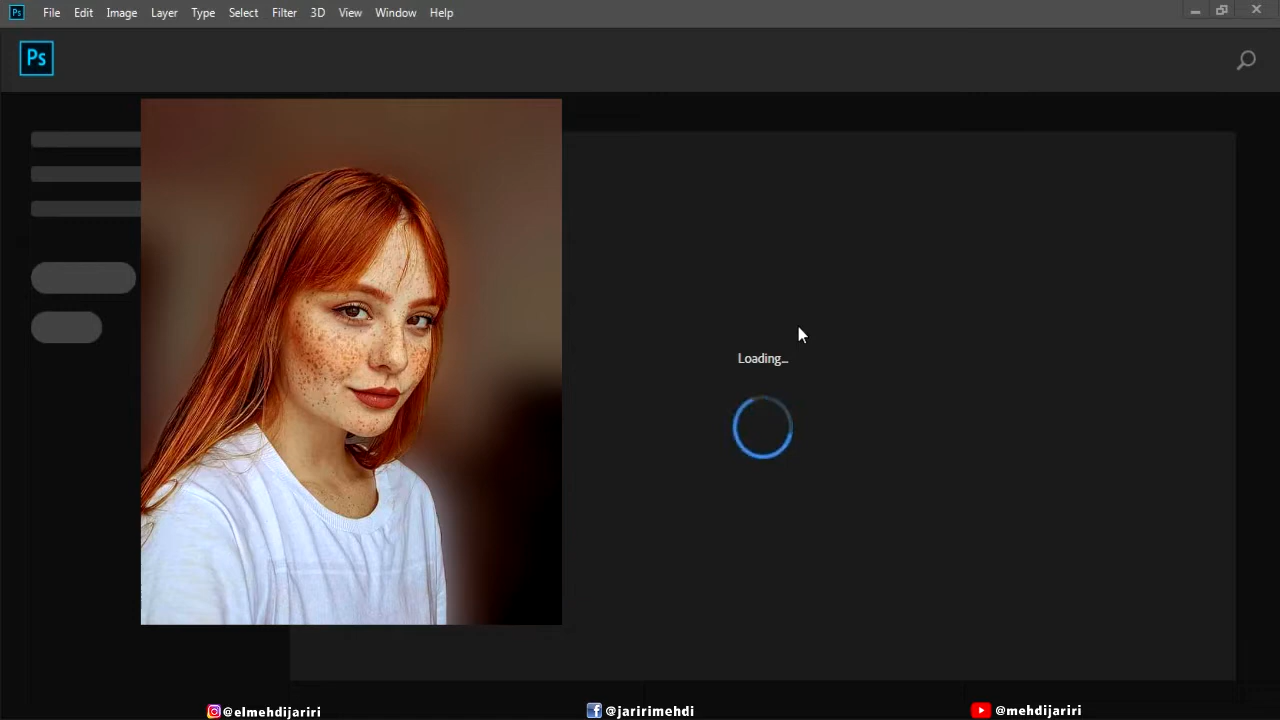 Ps File Edit Image Layer Type Select Filter 3D View Window Help
Ps
Loading...
@elmehdijariri @jaririmehdi @mehdijariri